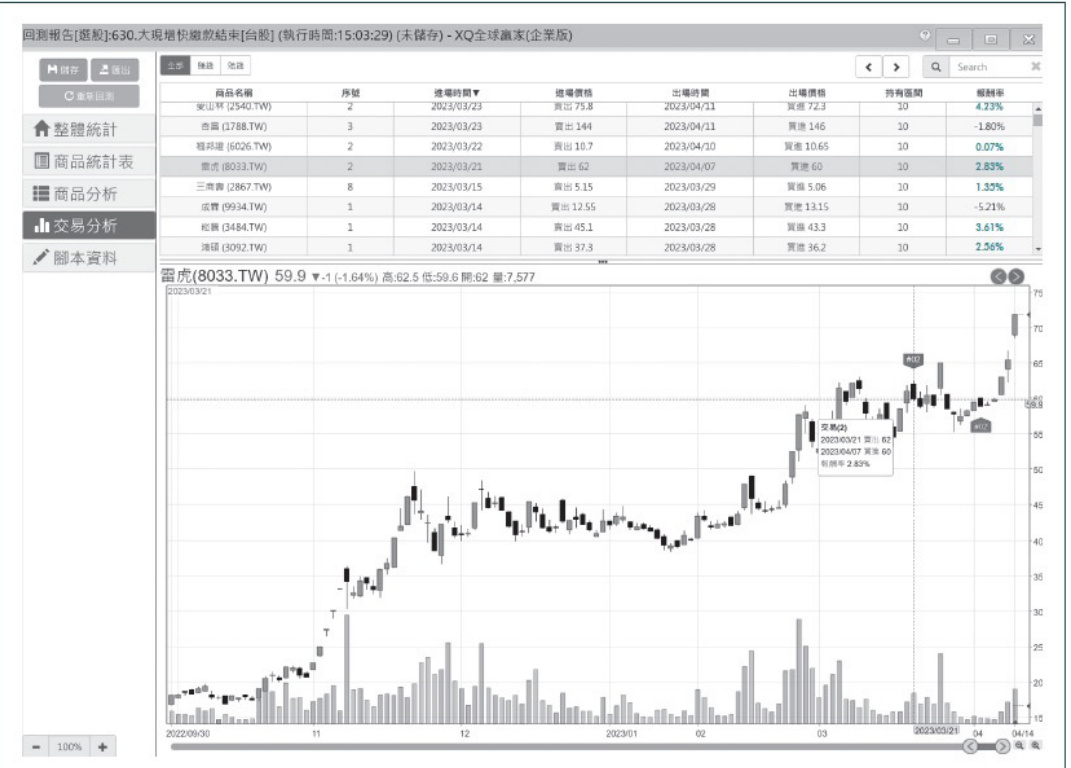 回測報告[選股]:630.大現增快繳款結束[台股] (執行時間:15:03:29) (未儲存) - XQ全球贏家(企業版)
儲存 匯出
重新回測
整體統計
商品統計表
商品分析
交易分析
腳本資料
全部 賺錢 賠錢
Search
商品名稱 序號 進場時間▼ 進場價格 出場時間 出場價格 持有區間 報酬率
愛山林 (2540.TW) 2 2023/03/23 賣出 75.8 2023/04/11 買進 72.3 10 4.23%
杏昌 (1788.TW) 3 2023/03/23 賣出 144 2023/04/11 買進 146 10 -1.80%
福邦證 (6026.TW) 2 2023/03/22 賣出 10.7 2023/04/10 買進 10.65 10 0.07%
雷虎 (8033.TW) 2 2023/03/21 賣出 62 2023/04/07 買進 60 10 2.83%
三商壽 (2867.TW) 8 2023/03/15 賣出 5.15 2023/03/29 買進 5.06 10 1.35%
成霖 (9934.TW) 1 2023/03/14 賣出 12.55 2023/03/28 買進 13.15 10 -5.21%
崧騰 (3484.TW) 1 2023/03/14 賣出 45.1 2023/03/28 買進 43.3 10 3.61%
鴻碩 (3092.TW) 1 2023/03/14 賣出 37.3 2023/03/28 買進 36.2 10 2.56%
雷虎(8033.TW) 59.9 ▼-1 (-1.64%) 高:62.5 低:59.6 開:62 量:7,577
2023/03/21
75
70
65
60
59.9
55
50
45
40
35
30
25
20
15
#02
#02
交易(2)
2023/03/21 賣出 62
2023/04/07 買進 60
報酬率 2.83%
2022/09/30 11 12 2023/01 02 03 2023/03/21 04 04/14
- 100% +